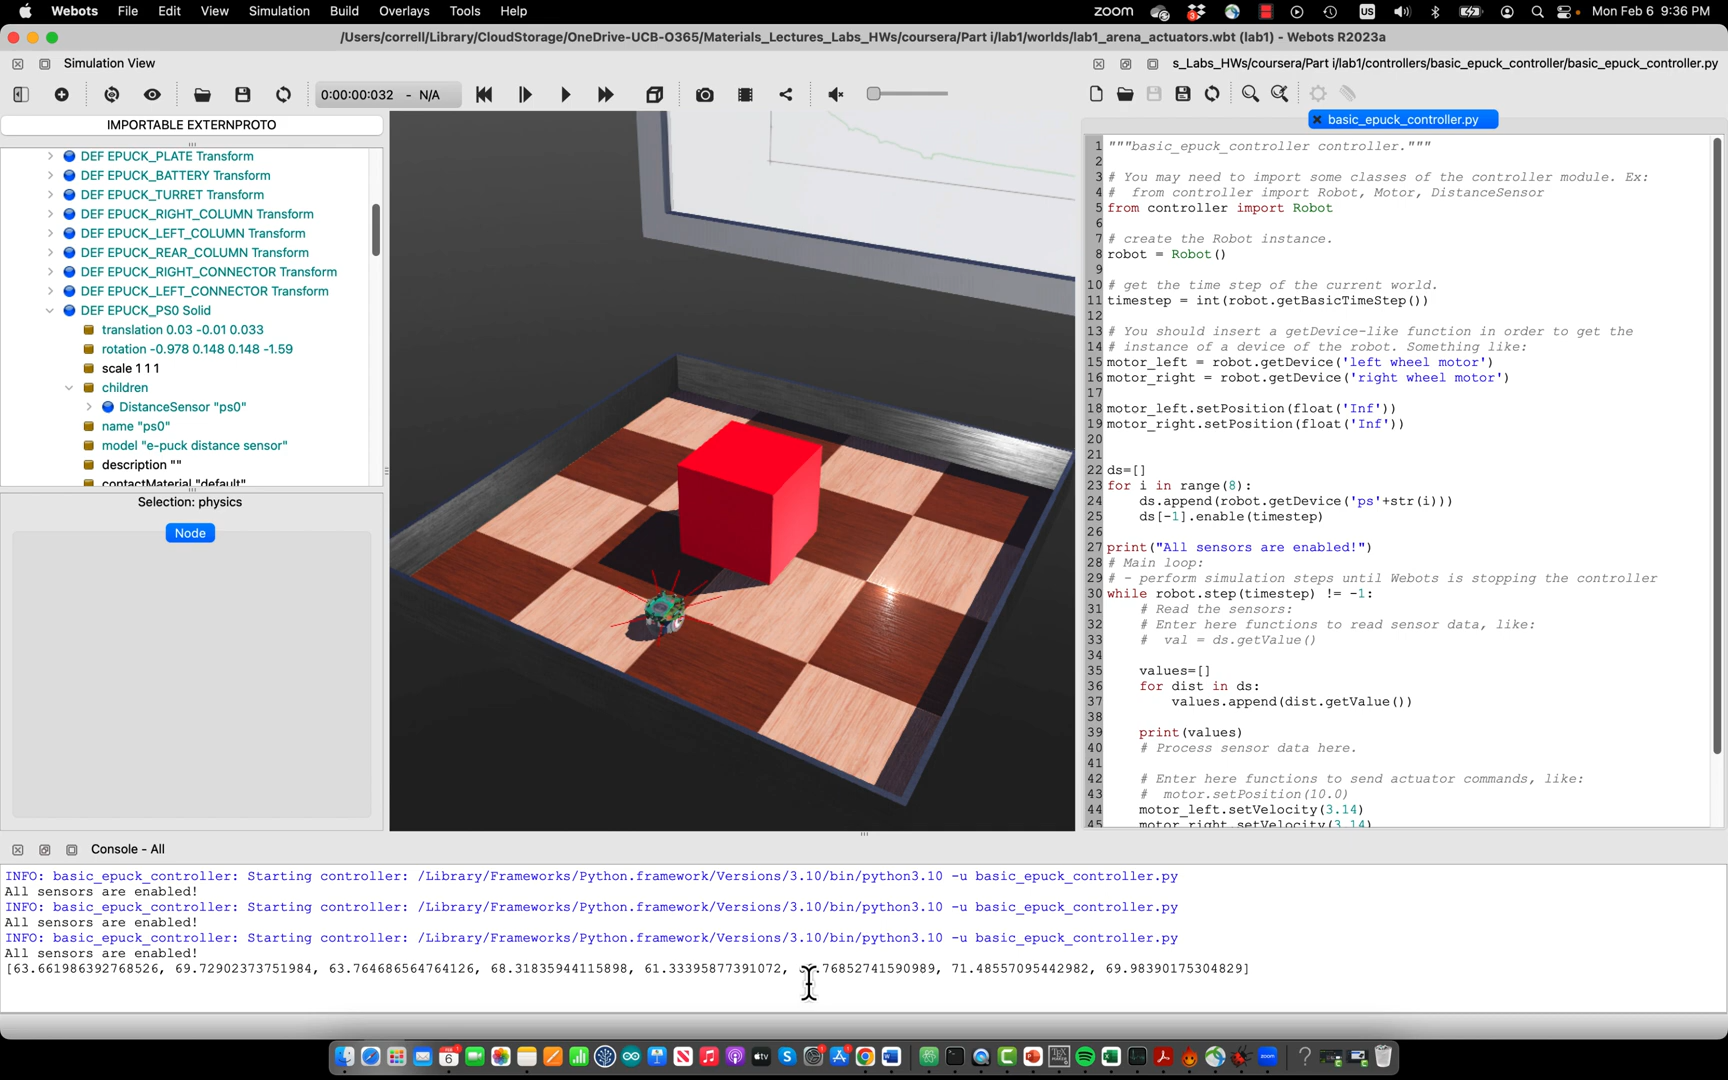 Webots File Edit View Simulation Build Overlays Tools Help zoom US Mon Feb 6 9:36 PM
/Users/correll/Library/CloudStorage/OneDrive-UCB-O365/Materials_Lectures_Labs_HWs/coursera/Part i/lab1/worlds/lab1_arena_actuators.wbt (lab1) - Webots R2023a
Simulation View
s_Labs_HWs/coursera/Part i/lab1/controllers/basic_epuck_controller/basic_epuck_controller.py
0:00:00:032 - N/A
IMPORTABLE EXTERNPROTO
DEF EPUCK_PLATE Transform
DEF EPUCK_BATTERY Transform
DEF EPUCK_TURRET Transform
DEF EPUCK_RIGHT_COLUMN Transform
DEF EPUCK_LEFT_COLUMN Transform
DEF EPUCK_REAR_COLUMN Transform
DEF EPUCK_RIGHT_CONNECTOR Transform
DEF EPUCK_LEFT_CONNECTOR Transform
DEF EPUCK_PS0 Solid
translation 0.03 -0.01 0.033
rotation -0.978 0.148 0.148 -1.59
scale 1 1 1
children
DistanceSensor "ps0"
name "ps0"
model "e-puck distance sensor"
description ""
contactMaterial "default"
Selection: physics
Node
basic_epuck_controller.py
1 """basic_epuck_controller controller."""
2
3 # You may need to import some classes of the controller module. Ex:
4 #  from controller import Robot, Motor, DistanceSensor
5 from controller import Robot
6
7 # create the Robot instance.
8 robot = Robot()
9
10 # get the time step of the current world.
11 timestep = int(robot.getBasicTimeStep())
12
13 # You should insert a getDevice-like function in order to get the
14 # instance of a device of the robot. Something like:
15 motor_left = robot.getDevice('left wheel motor')
16 motor_right = robot.getDevice('right wheel motor')
17
18 motor_left.setPosition(float('Inf'))
19 motor_right.setPosition(float('Inf'))
20
21
22 ds=[]
23 for i in range(8):
24     ds.append(robot.getDevice('ps'+str(i)))
25     ds[-1].enable(timestep)
26
27 print("All sensors are enabled!")
28 # Main loop:
29 # - perform simulation steps until Webots is stopping the controller
30 while robot.step(timestep) != -1:
31     # Read the sensors:
32     # Enter here functions to read sensor data, like:
33     #  val = ds.getValue()
34
35     values=[]
36     for dist in ds:
37         values.append(dist.getValue())
38
39     print(values)
40     # Process sensor data here.
41
42     # Enter here functions to send actuator commands, like:
43     #  motor.setPosition(10.0)
44     motor_left.setVelocity(3.14)
45     motor_right.setVelocity(3.14)
Console - All
INFO: basic_epuck_controller: Starting controller: /Library/Frameworks/Python.framework/Versions/3.10/bin/python3.10 -u basic_epuck_controller.py
All sensors are enabled!
INFO: basic_epuck_controller: Starting controller: /Library/Frameworks/Python.framework/Versions/3.10/bin/python3.10 -u basic_epuck_controller.py
All sensors are enabled!
INFO: basic_epuck_controller: Starting controller: /Library/Frameworks/Python.framework/Versions/3.10/bin/python3.10 -u basic_epuck_controller.py
All sensors are enabled!
[63.661986392768526, 69.72902373751984, 63.764686564764126, 68.31835944115898, 61.33395877391072, 71.48557095442982, 69.98390175304829]